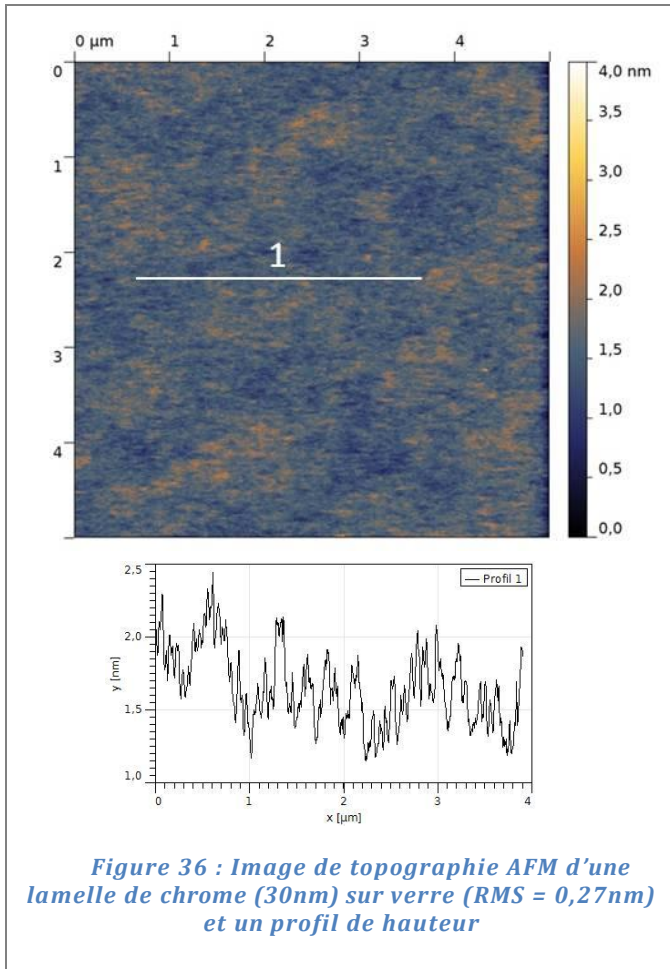 0 µm 1 2 3 4
0
1
2
3
4
1
4,0 nm
3,5
3,0
2,5
2,0
1,5
1,0
0,5
0,0
2.5
2.0
1.5
1.0
y [nm]
Profil 1
0 1 2 3 4
x [µm]
Figure 36 : Image de topographie AFM d'une
lamelle de chrome (30nm) sur verre (RMS = 0,27nm)
et un profil de hauteur